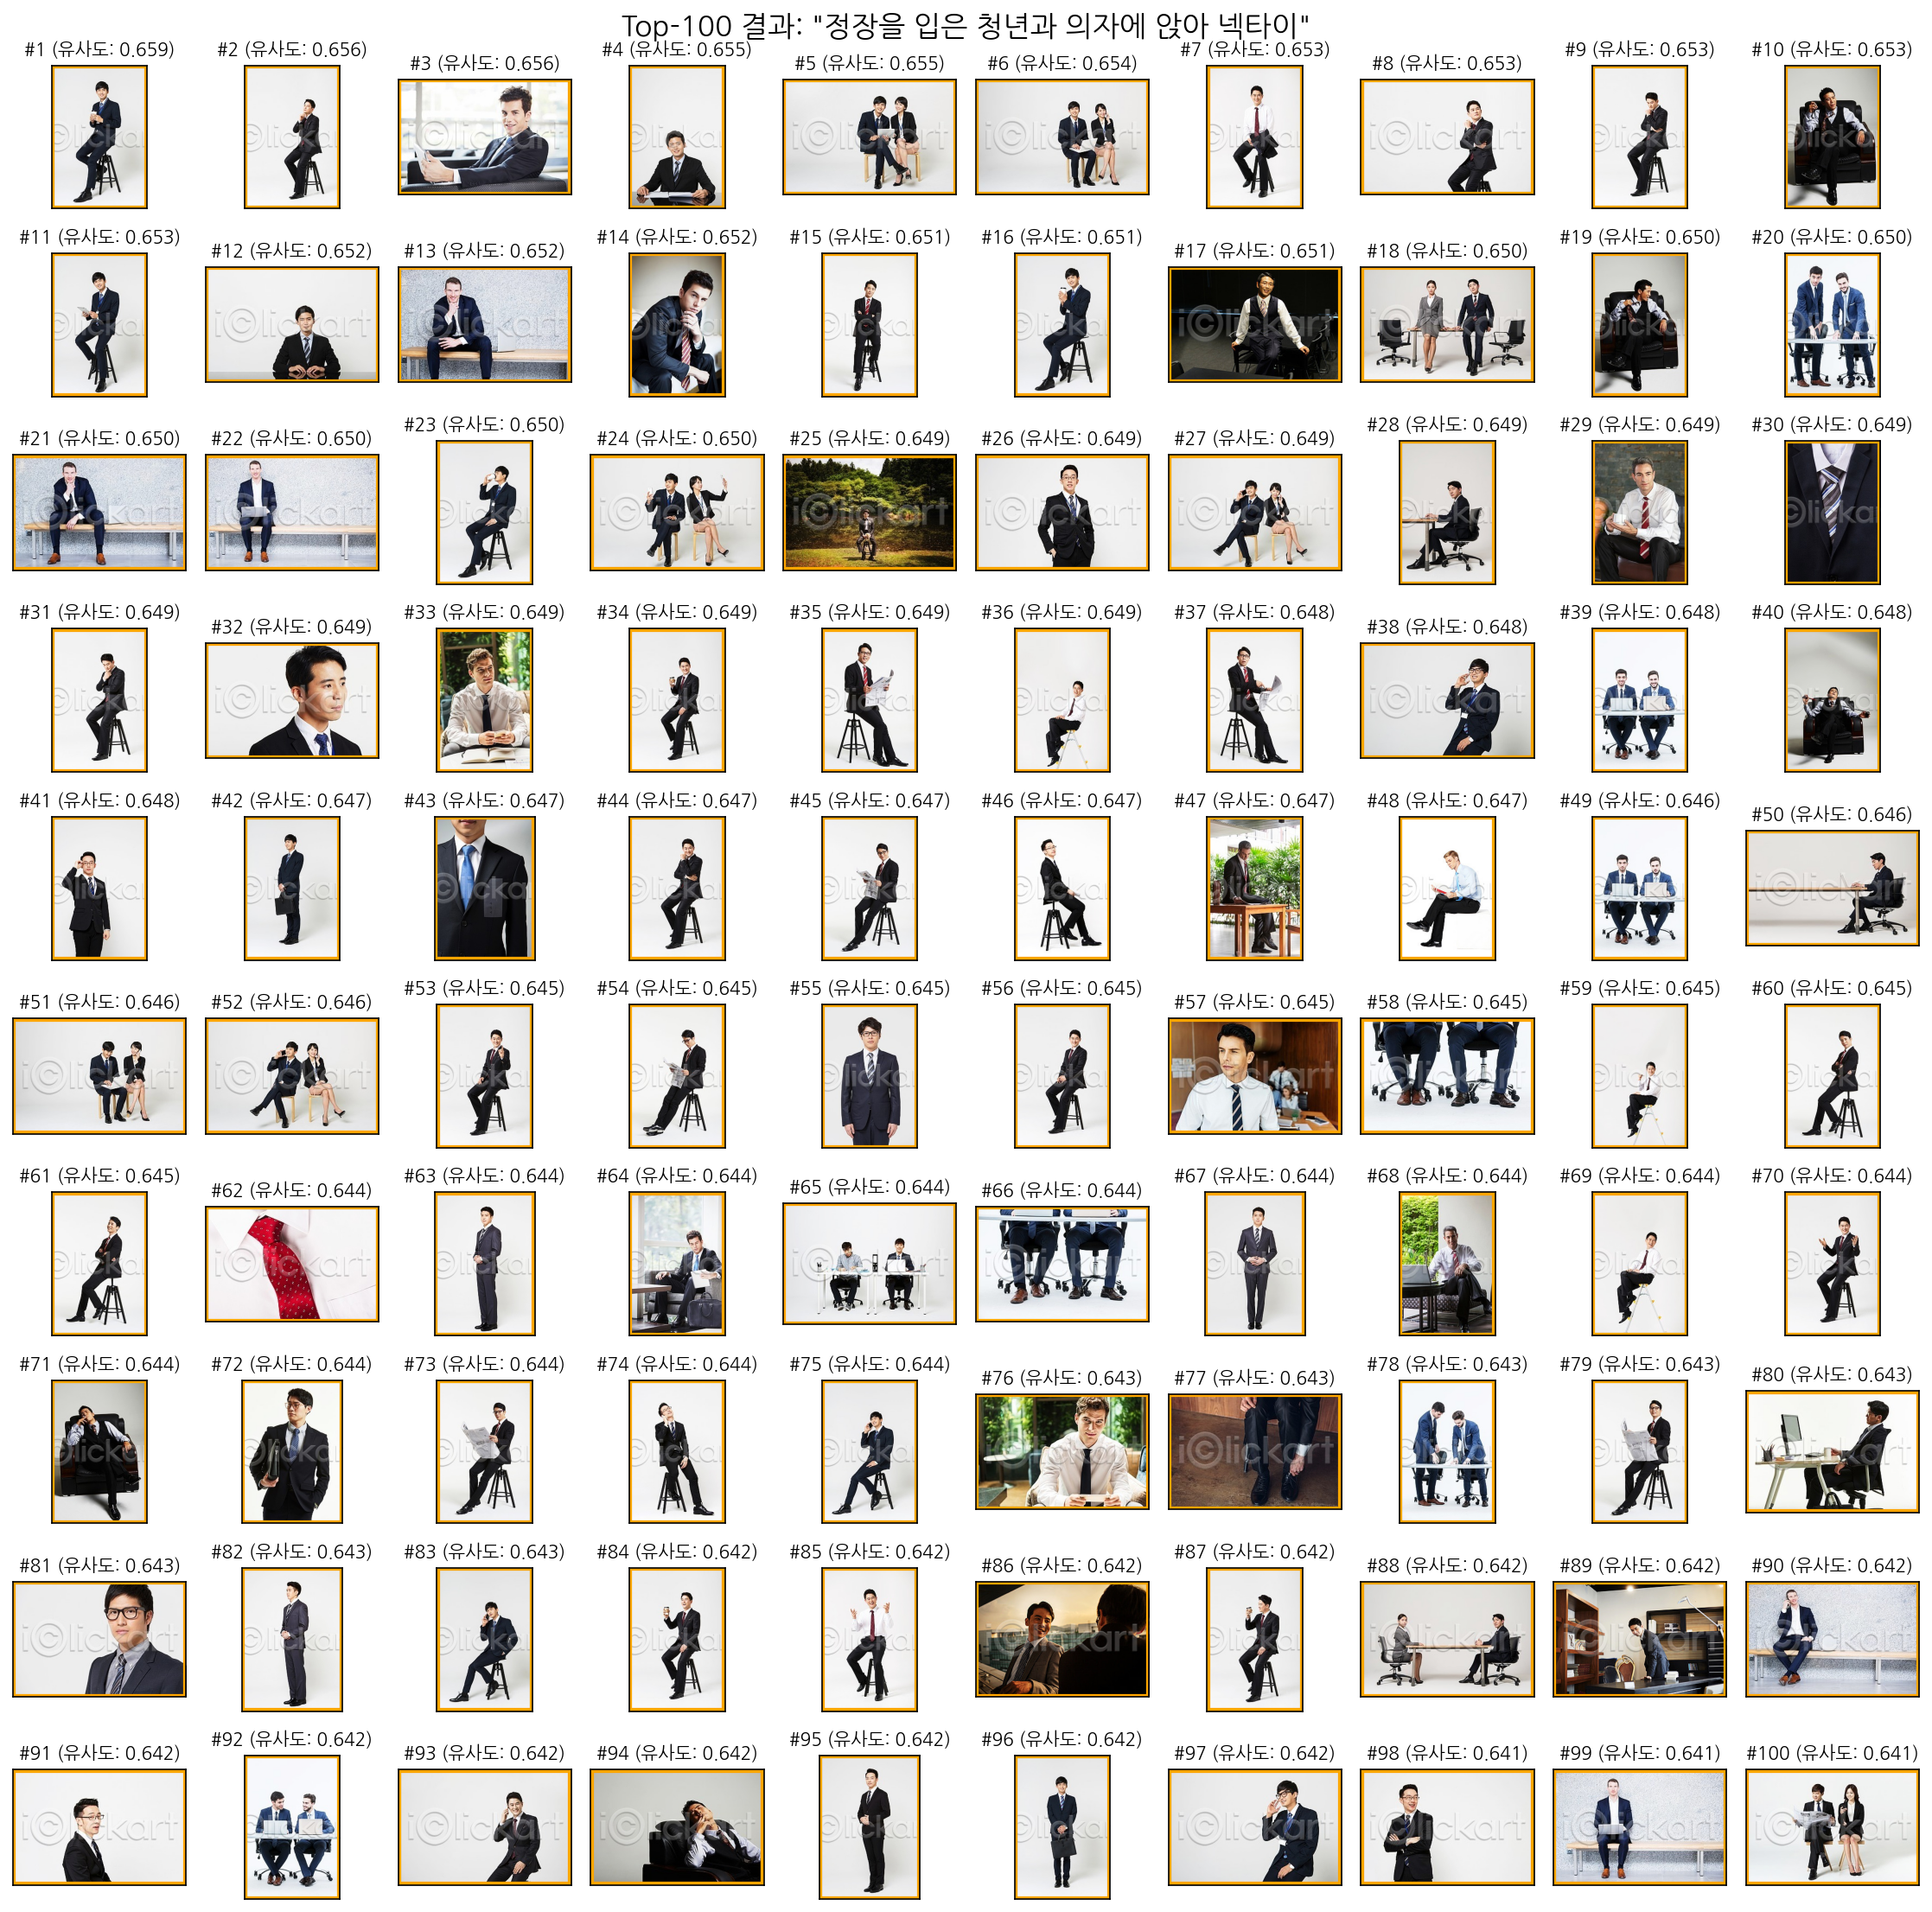 Top-100 결과: "정장을 입은 청년과 의자에 앉아 넥타이"
#1 (유사도: 0.659) #2 (유사도: 0.656) #3 (유사도: 0.656) #4 (유사도: 0.655) #5 (유사도: 0.655) #6 (유사도: 0.654) #7 (유사도: 0.653) #8 (유사도: 0.653) #9 (유사도: 0.653) #10 (유사도: 0.653)
#11 (유사도: 0.653) #12 (유사도: 0.652) #13 (유사도: 0.652) #14 (유사도: 0.652) #15 (유사도: 0.651) #16 (유사도: 0.651) #17 (유사도: 0.651) #18 (유사도: 0.650) #19 (유사도: 0.650) #20 (유사도: 0.650)
#21 (유사도: 0.650) #22 (유사도: 0.650) #23 (유사도: 0.650) #24 (유사도: 0.650) #25 (유사도: 0.649) #26 (유사도: 0.649) #27 (유사도: 0.649) #28 (유사도: 0.649) #29 (유사도: 0.649) #30 (유사도: 0.649)
#31 (유사도: 0.649) #32 (유사도: 0.649) #33 (유사도: 0.649) #34 (유사도: 0.649) #35 (유사도: 0.649) #36 (유사도: 0.649) #37 (유사도: 0.648) #38 (유사도: 0.648) #39 (유사도: 0.648) #40 (유사도: 0.648)
#41 (유사도: 0.648) #42 (유사도: 0.647) #43 (유사도: 0.647) #44 (유사도: 0.647) #45 (유사도: 0.647) #46 (유사도: 0.647) #47 (유사도: 0.647) #48 (유사도: 0.647) #49 (유사도: 0.646) #50 (유사도: 0.646)
#51 (유사도: 0.646) #52 (유사도: 0.646) #53 (유사도: 0.645) #54 (유사도: 0.645) #55 (유사도: 0.645) #56 (유사도: 0.645) #57 (유사도: 0.645) #58 (유사도: 0.645) #59 (유사도: 0.645) #60 (유사도: 0.645)
#61 (유사도: 0.645) #62 (유사도: 0.644) #63 (유사도: 0.644) #64 (유사도: 0.644) #65 (유사도: 0.644) #66 (유사도: 0.644) #67 (유사도: 0.644) #68 (유사도: 0.644) #69 (유사도: 0.644) #70 (유사도: 0.644)
#71 (유사도: 0.644) #72 (유사도: 0.644) #73 (유사도: 0.644) #74 (유사도: 0.644) #75 (유사도: 0.644) #76 (유사도: 0.643) #77 (유사도: 0.643) #78 (유사도: 0.643) #79 (유사도: 0.643) #80 (유사도: 0.643)
#81 (유사도: 0.643) #82 (유사도: 0.643) #83 (유사도: 0.643) #84 (유사도: 0.642) #85 (유사도: 0.642) #86 (유사도: 0.642) #87 (유사도: 0.642) #88 (유사도: 0.642) #89 (유사도: 0.642) #90 (유사도: 0.642)
#91 (유사도: 0.642) #92 (유사도: 0.642) #93 (유사도: 0.642) #94 (유사도: 0.642) #95 (유사도: 0.642) #96 (유사도: 0.642) #97 (유사도: 0.642) #98 (유사도: 0.641) #99 (유사도: 0.641) #100 (유사도: 0.641)